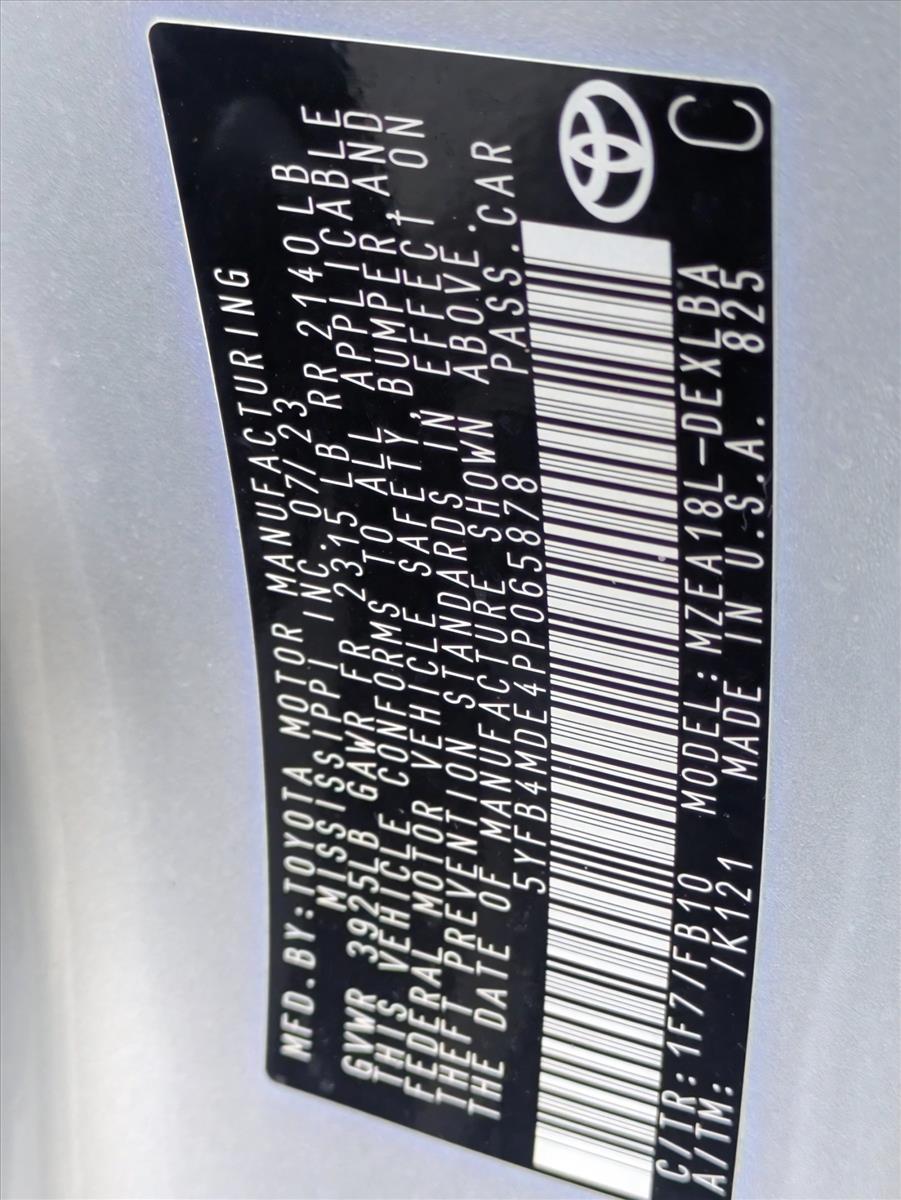 MFD.BY:TOYOTA MOTOR MANUFACTURING
MISSISSIPPI INC. 07/23
GVWR 3925LB GAWR FR 2315 LB RR 2140LB
THIS VEHICLE CONFORMS TO ALL APPLICABLE
FEDERAL MOTOR VEHICLE SAFETY,BUMPER,AND
THEFT PREVENTION STANDARDS IN EFFECT ON
THE DATE OF MANUFACTURE SHOWN ABOVE.
5YFB4MDE4PP065878 PASS.CAR
C/TR:1F7/FB10 MODEL:MZEA18L-DEXLBA
A/TM: /K121 MADE IN U.S.A. 825
C